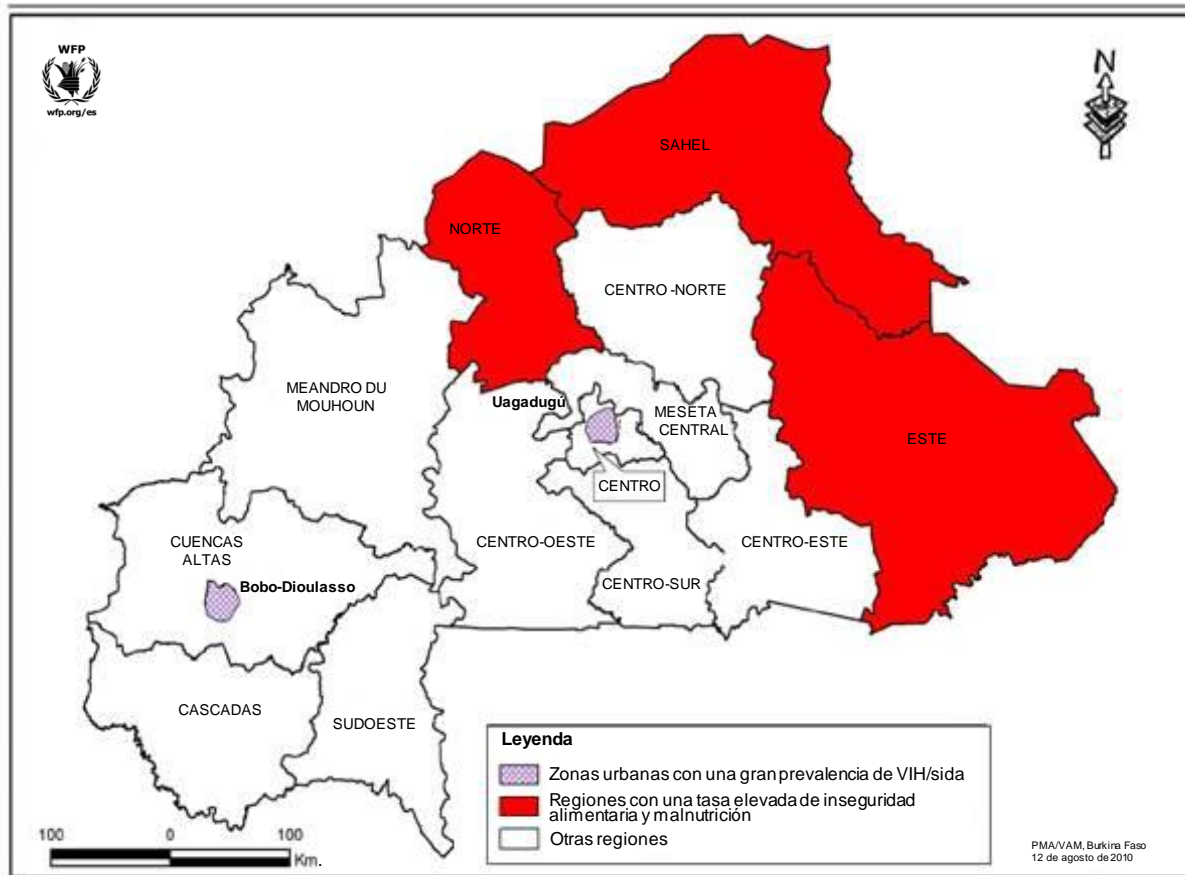 WFP
wfp.org/es
N
SAHEL
NORTE
CENTRO -NORTE
MEANDRO DU
MOUHOUN
Uagadugú
MESETA
CENTRAL
ESTE
CENTRO
CUENCAS
ALTAS
CENTRO-OESTE
CENTRO-ESTE
Bobo-Dioulasso
CENTRO-SUR
CASCADAS
SUDOESTE
Leyenda
Zonas urbanas con una gran prevalencia de VIH/sida
Regiones con una tasa elevada de inseguridad
alimentaria y malnutrición
Otras regiones
100 0 100
Km.
PMA/VAM, Burkina Faso
12 de agosto de 2010